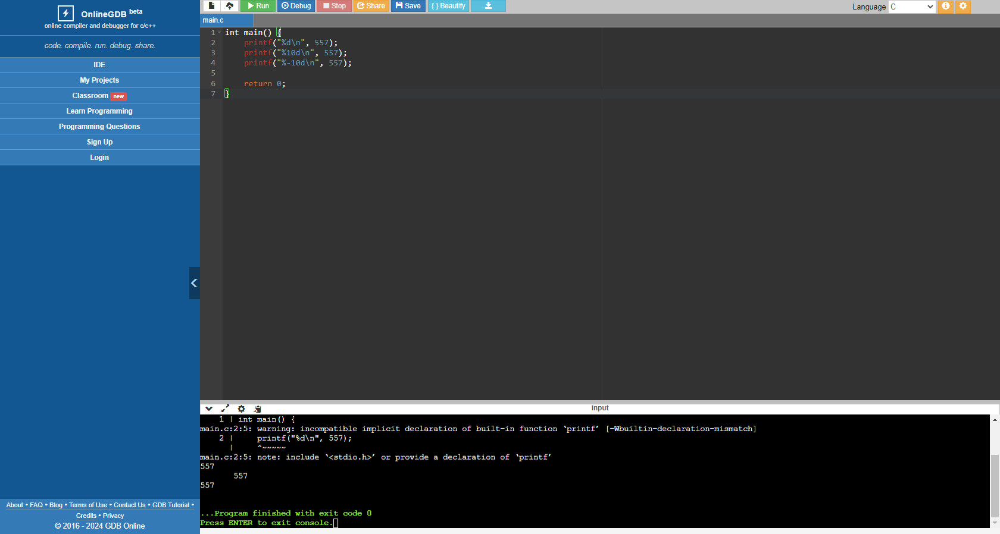 OnlineGDB beta
online compiler and debugger for c/c++
code. compile. run. debug. share.
IDE
My Projects
Classroom new
Learn Programming
Programming Questions
Sign Up
Login
About • FAQ • Blog • Terms of Use • Contact Us • GDB Tutorial •
Credits • Privacy
© 2016 - 2024 GDB Online
Run Debug Stop Share Save { } Beautify
Language C
main.c
1 int main() {
2     printf("%d\n", 557);
3     printf("%10d\n", 557);
4     printf("%-10d\n", 557);
5
6     return 0;
7 }
input
    1 | int main() {
main.c:2:5: warning: incompatible implicit declaration of built-in function ‘printf’ [-Wbuiltin-declaration-mismatch]
    2 |     printf("%d\n", 557);
      |     ^~~~~~
main.c:2:5: note: include ‘<stdio.h>’ or provide a declaration of ‘printf’
557
       557
557
...Program finished with exit code 0
Press ENTER to exit console.